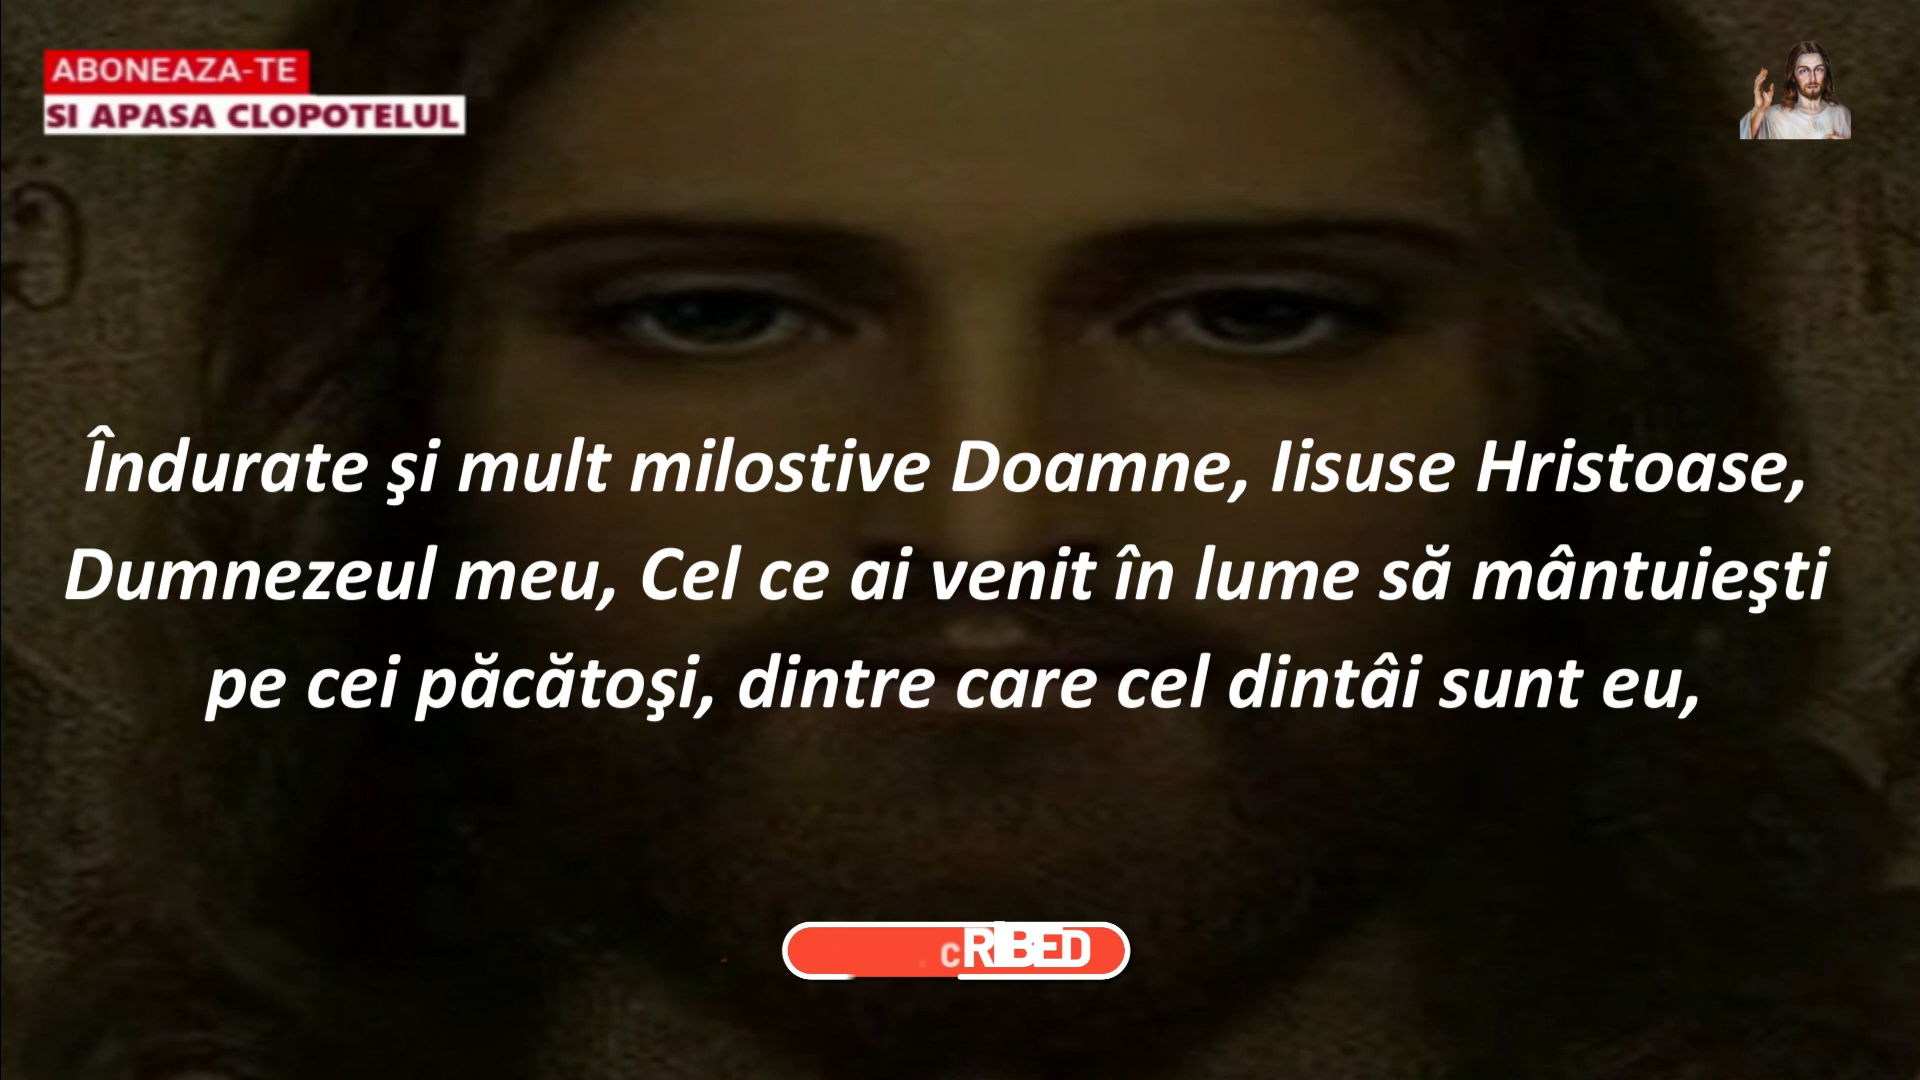 ABONEAZA-TE
SI APASA CLOPOTELUL
Îndurate şi mult milostive Doamne, Iisuse Hristoase,
Dumnezeul meu, Cel ce ai venit în lume să mântuieşti
pe cei păcătoşi, dintre care cel dintâi sunt eu,
CRIBED